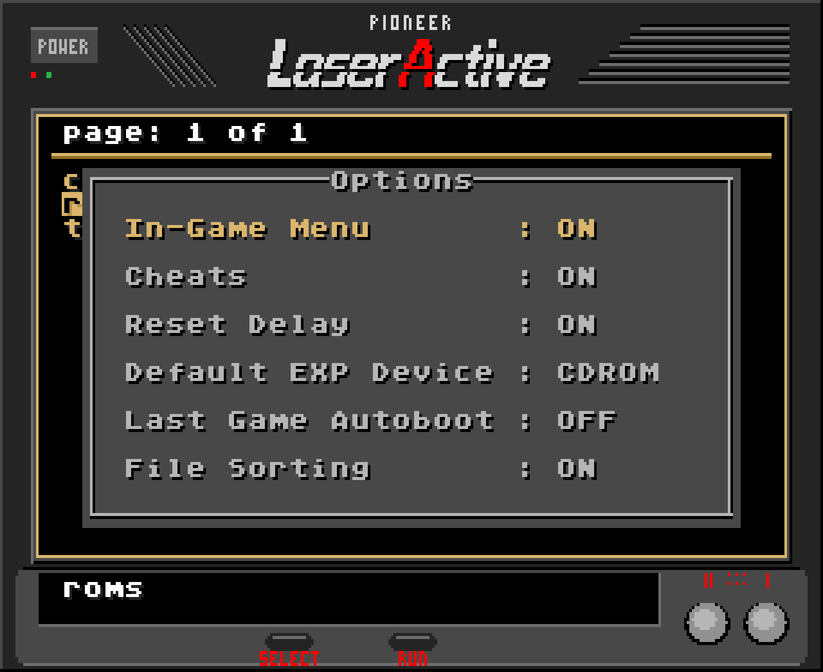 PIONEER
POWER
LaserActive
page: 1 of 1
c
r
t
Options
In-Game Menu : ON
Cheats : ON
Reset Delay : ON
Default EXP Device : CDROM
Last Game Autoboot : OFF
File Sorting : ON
roms
SELECT
RUN